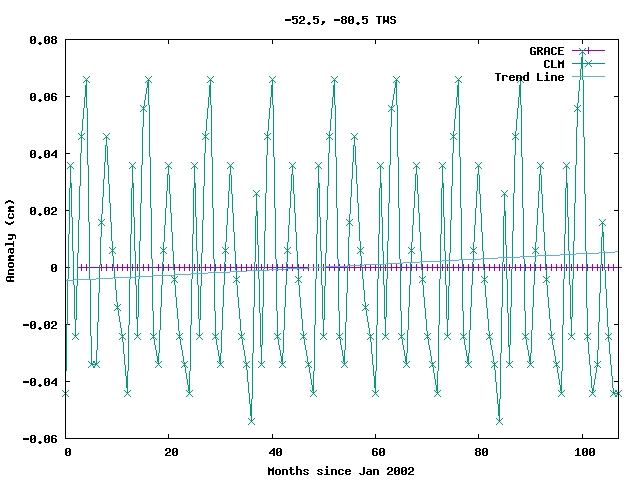 -52.5, -80.5 TWS
GRACE
CLM
Trend Line
0.08
0.06
0.04
0.02
0
-0.02
-0.04
-0.06
Anomaly (cm)
0 20 40 60 80 100
Months since Jan 2002